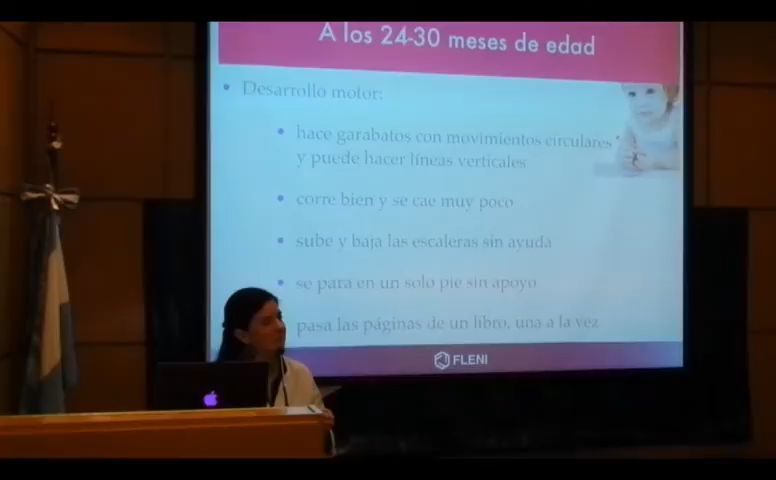 A los 24-30 meses de edad
• Desarrollo motor:
• hace garabatos con movimientos circulares
y puede hacer líneas verticales
• corre bien y se cae muy poco
• sube y baja las escaleras sin ayuda
• se para en un solo pie sin apoyo
pasa las páginas de un libro, una a la vez
FLENI